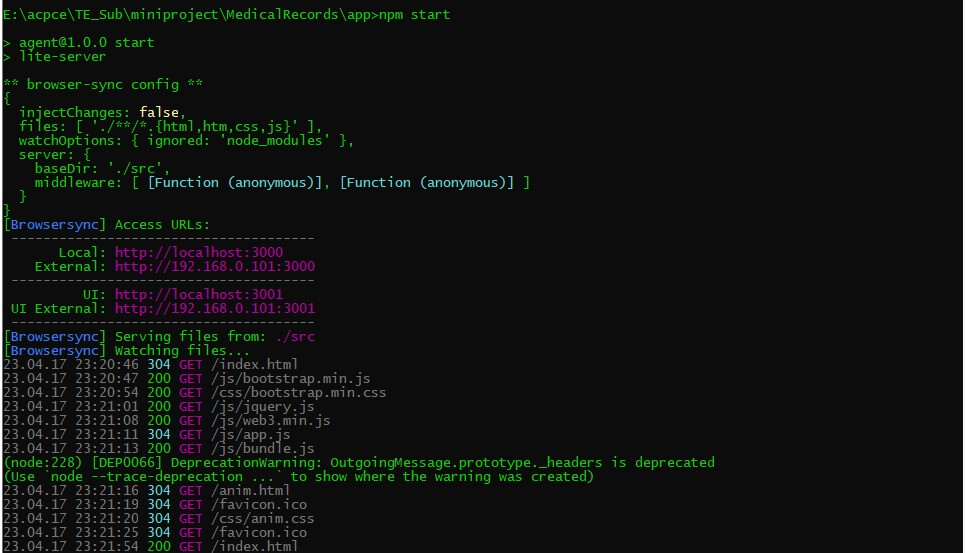 E:\acpce\TE_Sub\miniproject\MedicalRecords\app>npm start
> agent@1.0.0 start
> lite-server
** browser-sync config **
{
  injectChanges: false,
  files: [ './**/*.{html,htm,css,js}' ],
  watchOptions: { ignored: 'node_modules' },
  server: {
    baseDir: './src',
    middleware: [ [Function (anonymous)], [Function (anonymous)] ]
  }
}
[Browsersync] Access URLs:
 --------------------------------------
       Local: http://localhost:3000
    External: http://192.168.0.101:3000
 --------------------------------------
          UI: http://localhost:3001
 UI External: http://192.168.0.101:3001
 --------------------------------------
[Browsersync] Serving files from: ./src
[Browsersync] Watching files...
23.04.17 23:20:46 304 GET /index.html
23.04.17 23:20:47 200 GET /js/bootstrap.min.js
23.04.17 23:20:54 200 GET /css/bootstrap.min.css
23.04.17 23:21:01 200 GET /js/jquery.js
23.04.17 23:21:08 200 GET /js/web3.min.js
23.04.17 23:21:11 304 GET /js/app.js
23.04.17 23:21:13 200 GET /js/bundle.js
(node:228) [DEP0066] DeprecationWarning: OutgoingMessage.prototype._headers is deprecated
(Use `node --trace-deprecation ...` to show where the warning was created)
23.04.17 23:21:16 304 GET /anim.html
23.04.17 23:21:19 304 GET /favicon.ico
23.04.17 23:21:20 304 GET /css/anim.css
23.04.17 23:21:25 304 GET /favicon.ico
23.04.17 23:21:54 200 GET /index.html